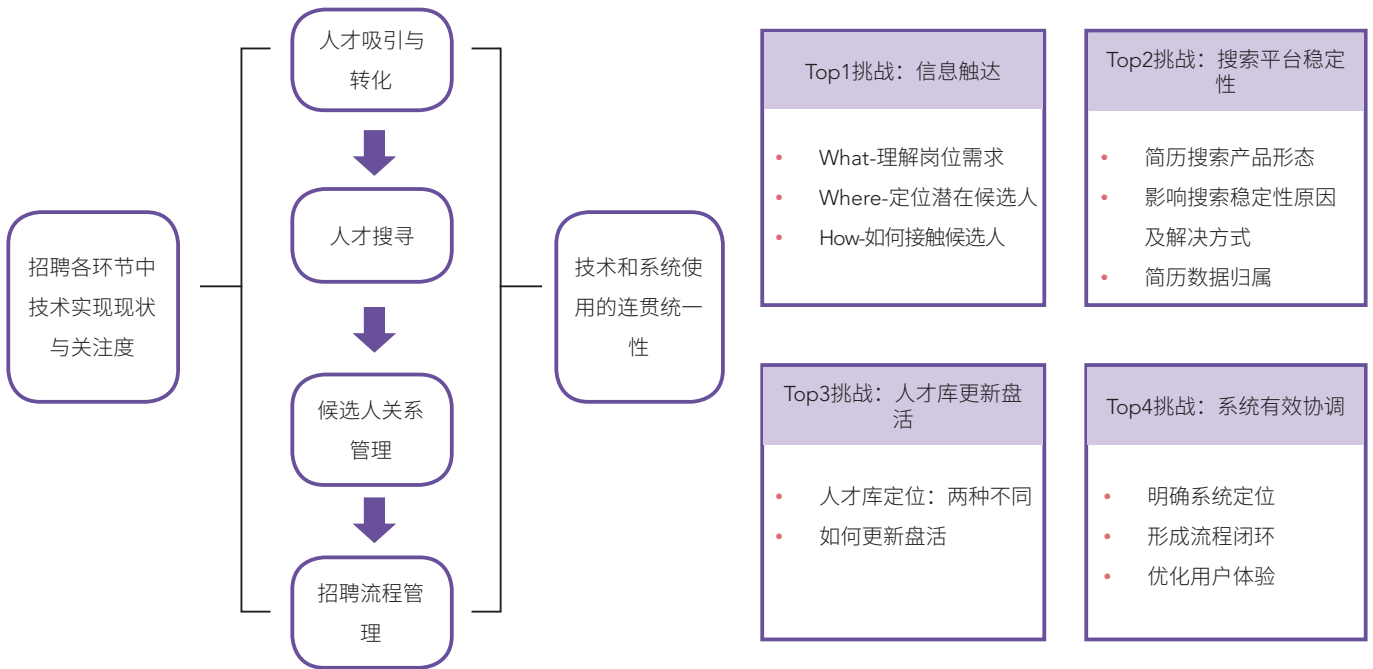 招聘各环节中
技术实现现状
与关注度
人才吸引与
转化
人才搜寻
候选人关系
管理
招聘流程管
理
技术和系统使
用的连贯统一
性
Top1挑战：信息触达
• What-理解岗位需求
• Where-定位潜在候选人
• How-如何接触候选人
Top2挑战：搜索平台稳定
性
• 简历搜索产品形态
• 影响搜索稳定性原因
及解决方式
• 简历数据归属
Top3挑战：人才库更新盘
活
• 人才库定位：两种不同
• 如何更新盘活
Top4挑战：系统有效协调
• 明确系统定位
• 形成流程闭环
• 优化用户体验